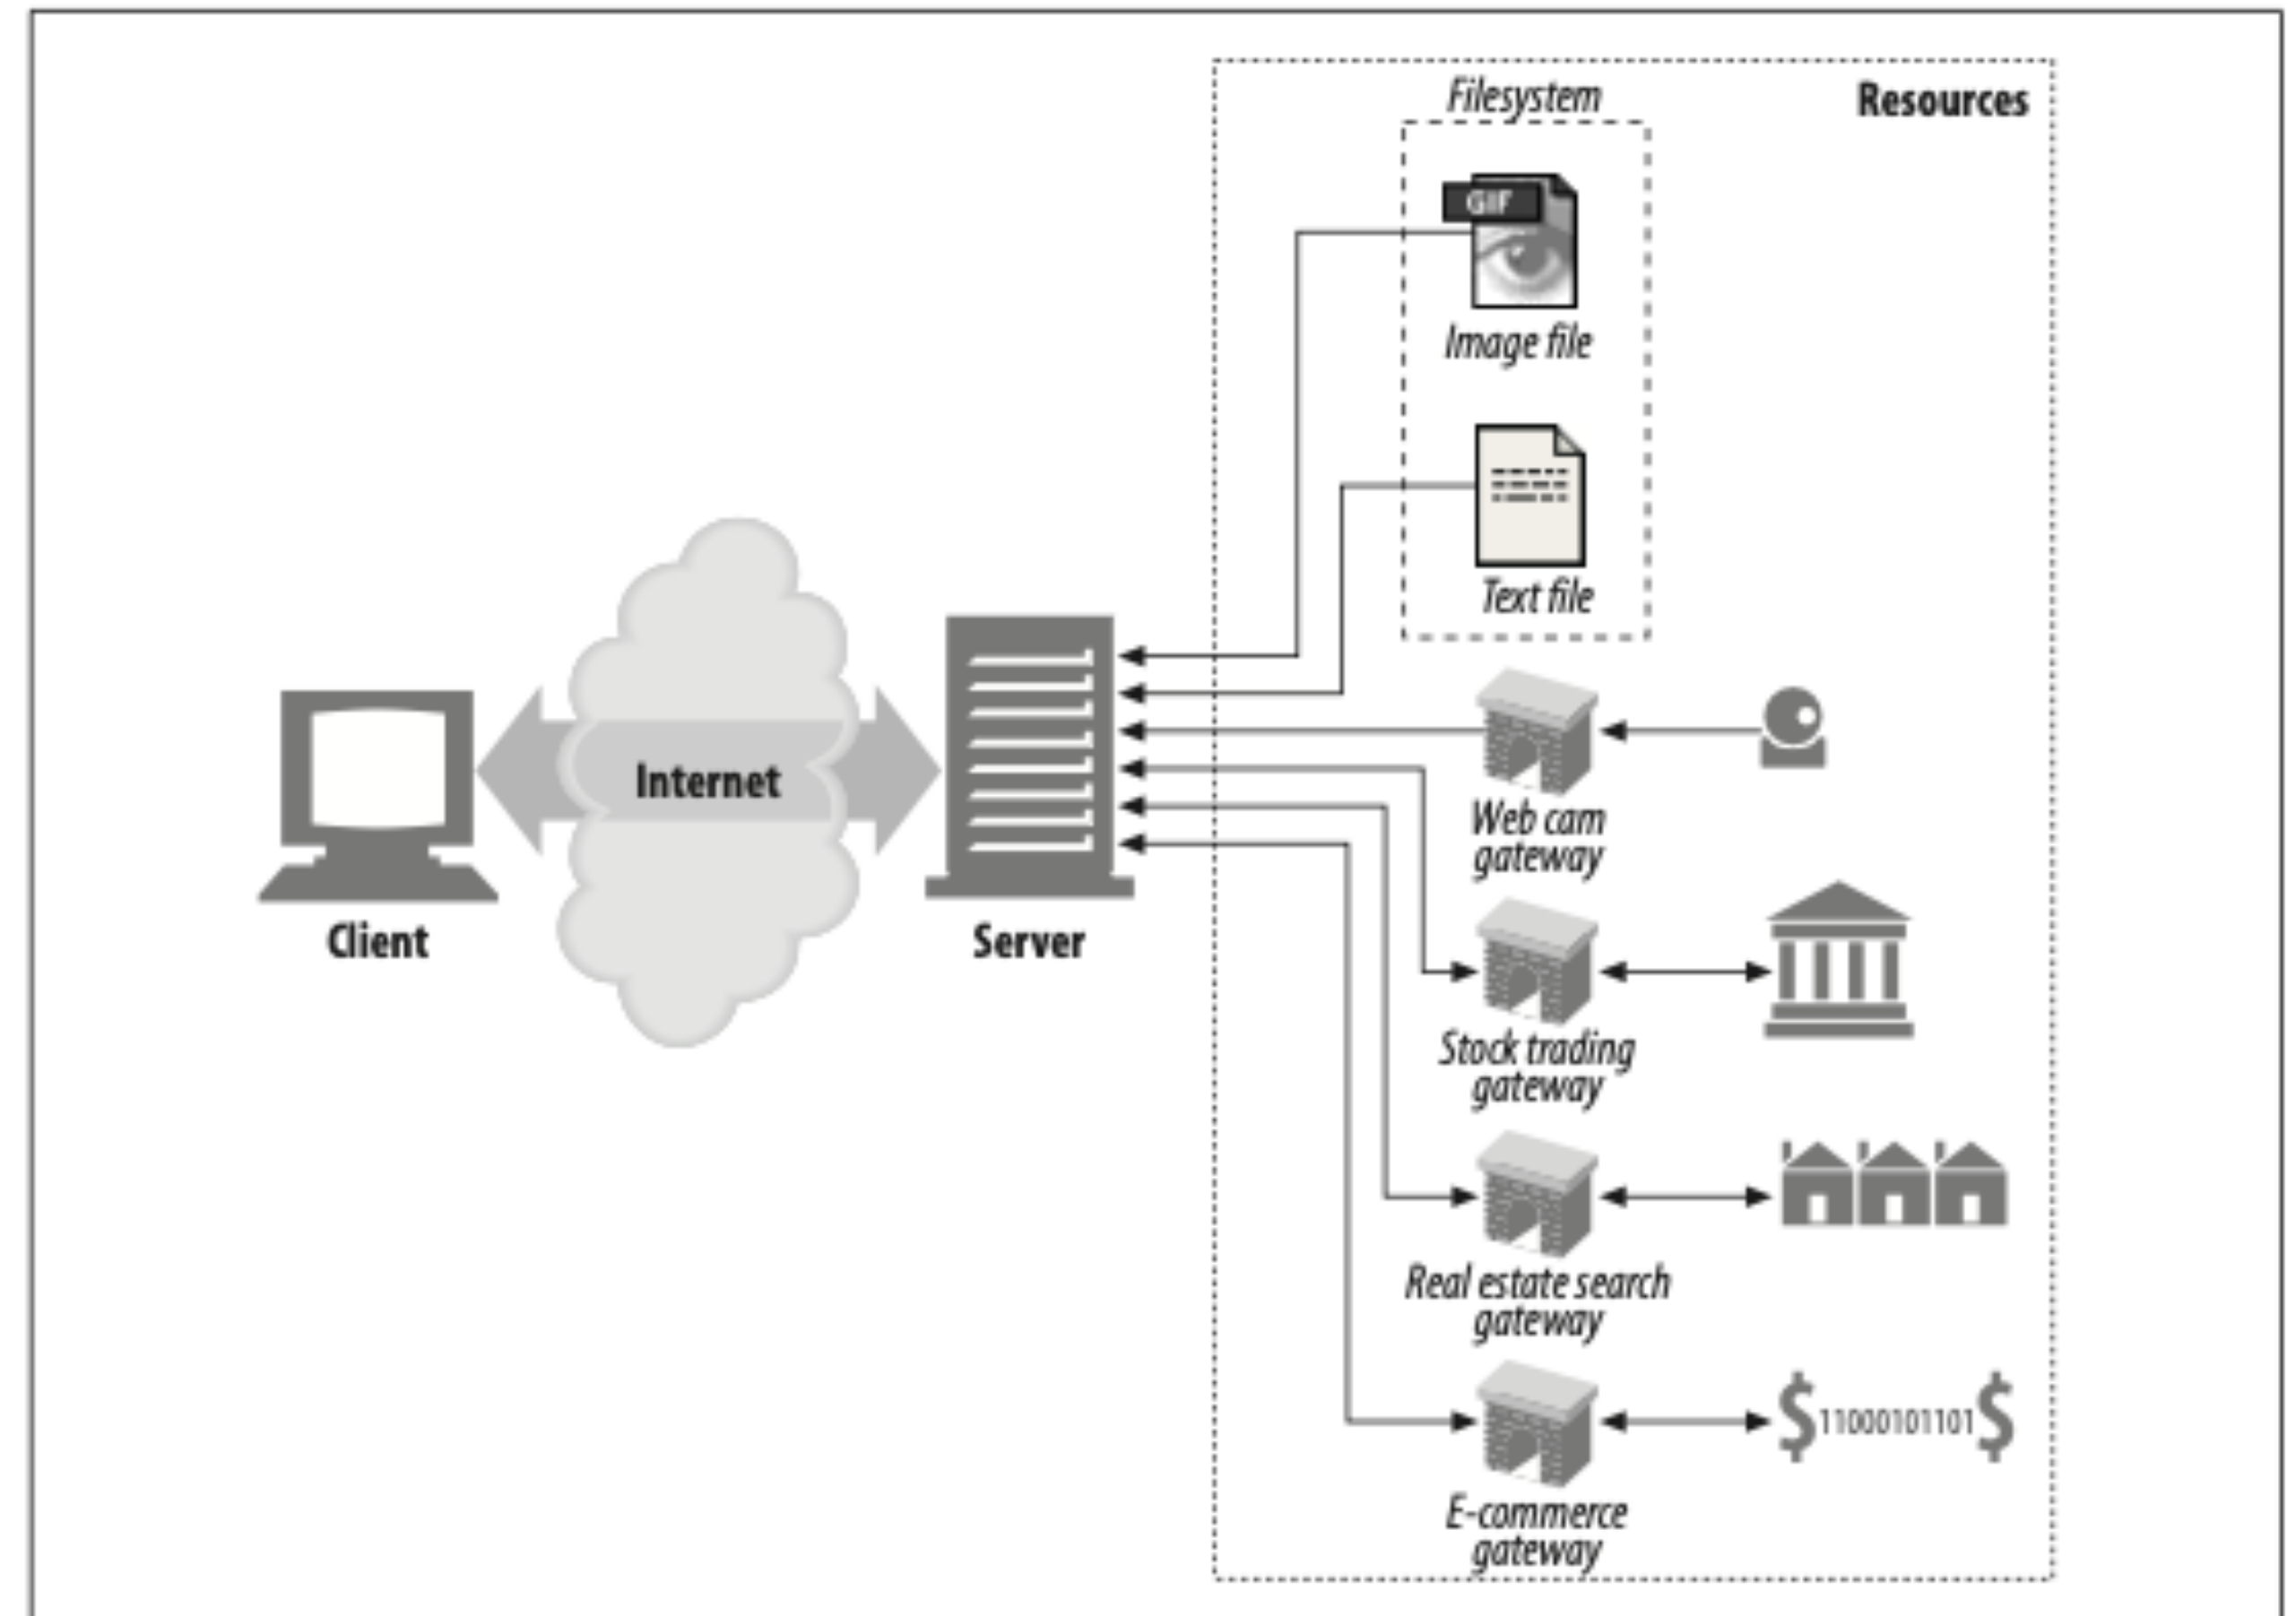 Filesystem
Resources
GIF
Image file
Text file
Internet
Client
Server
Web cam
gateway
Stock trading
gateway
Real estate search
gateway
$11000101101$
E-commerce
gateway